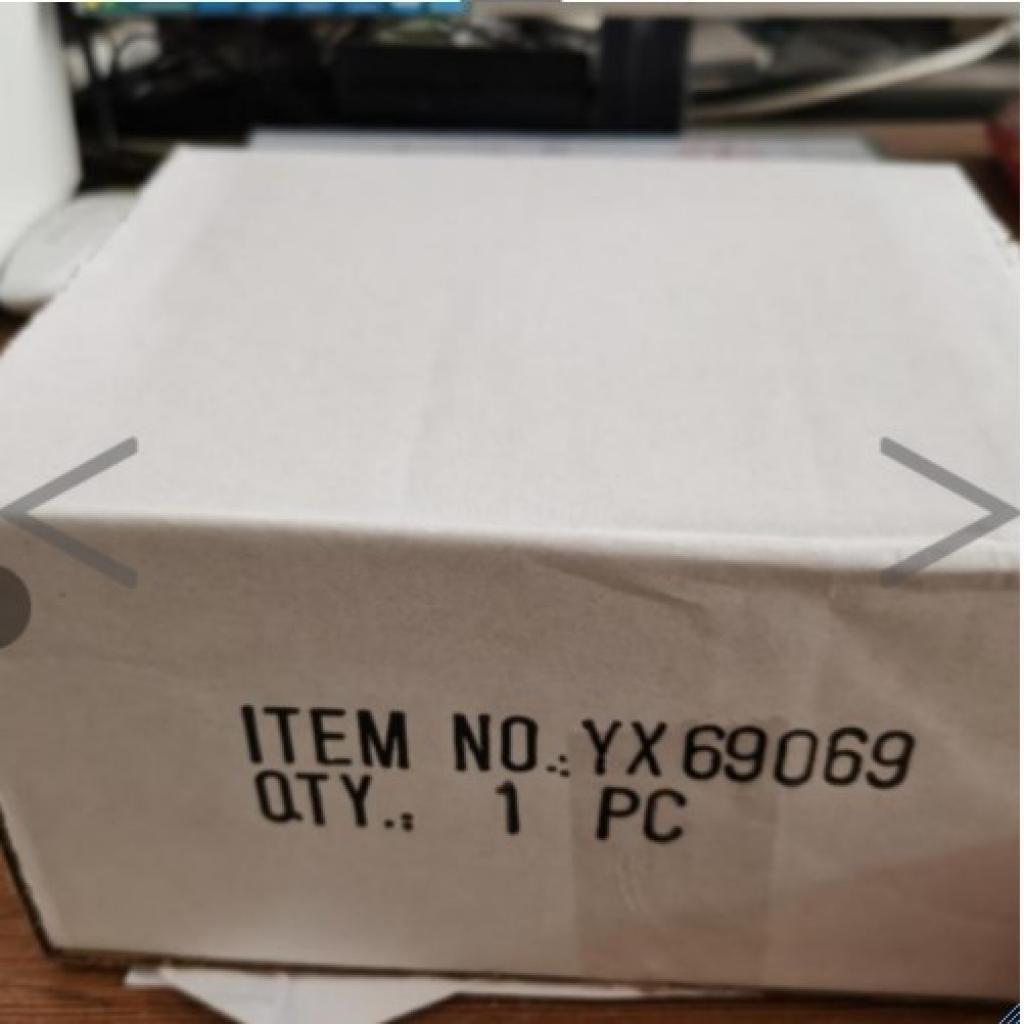 ITEM NO.:YX69069
QTY.: 1 PC